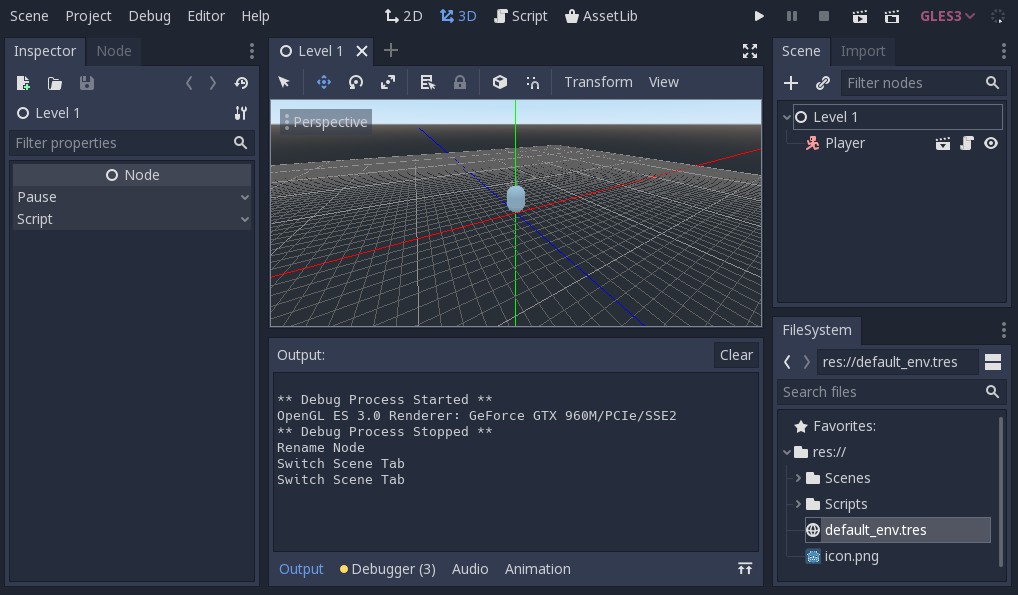 Scene Project Debug Editor Help 2D 3D Script AssetLib GLES3
Inspector Node
Level 1
Filter properties
Node
Pause
Script
Level 1
Transform View
Perspective
Output:
Clear
** Debug Process Started **
OpenGL ES 3.0 Renderer: GeForce GTX 960M/PCIe/SSE2
** Debug Process Stopped **
Rename Node
Switch Scene Tab
Switch Scene Tab
Output Debugger (3) Audio Animation
Scene Import
Filter nodes
Level 1
Player
FileSystem
res://default_env.tres
Search files
Favorites:
res://
Scenes
Scripts
default_env.tres
icon.png